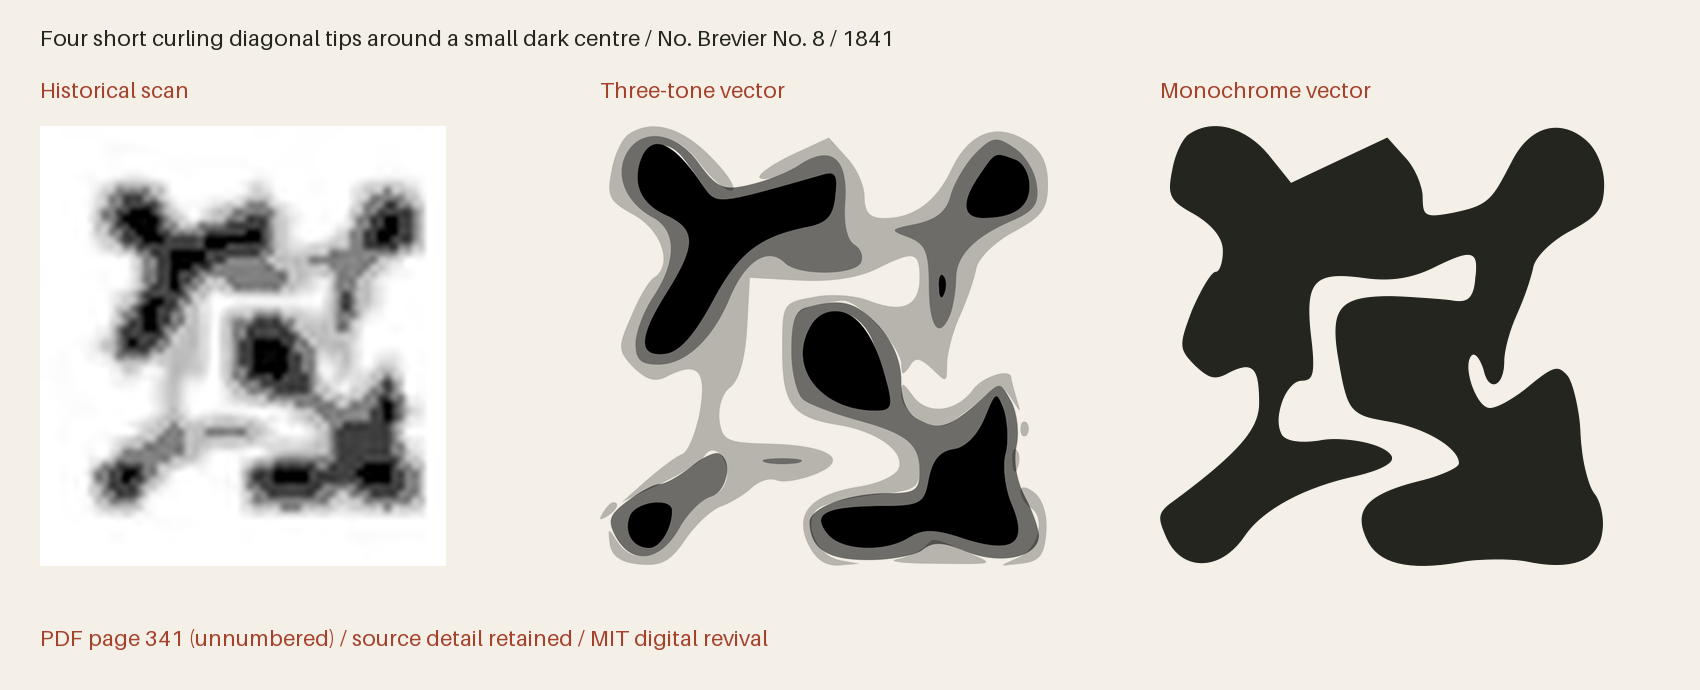 Four short curling diagonal tips around a small dark centre / No. Brevier No. 8 / 1841
Historical scan
Three-tone vector
Monochrome vector
PDF page 341 (unnumbered) / source detail retained / MIT digital revival